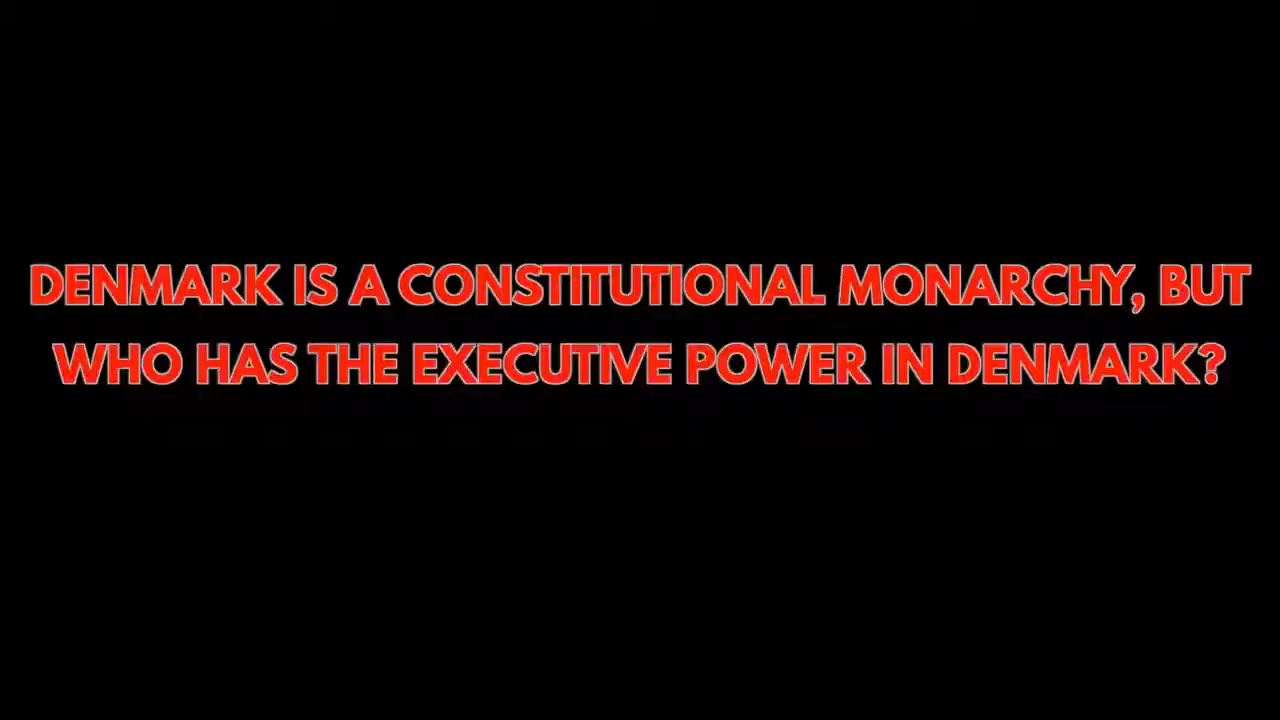 DENMARK IS A CONSTITUTIONAL MONARCHY, BUT
WHO HAS THE EXECUTIVE POWER IN DENMARK?